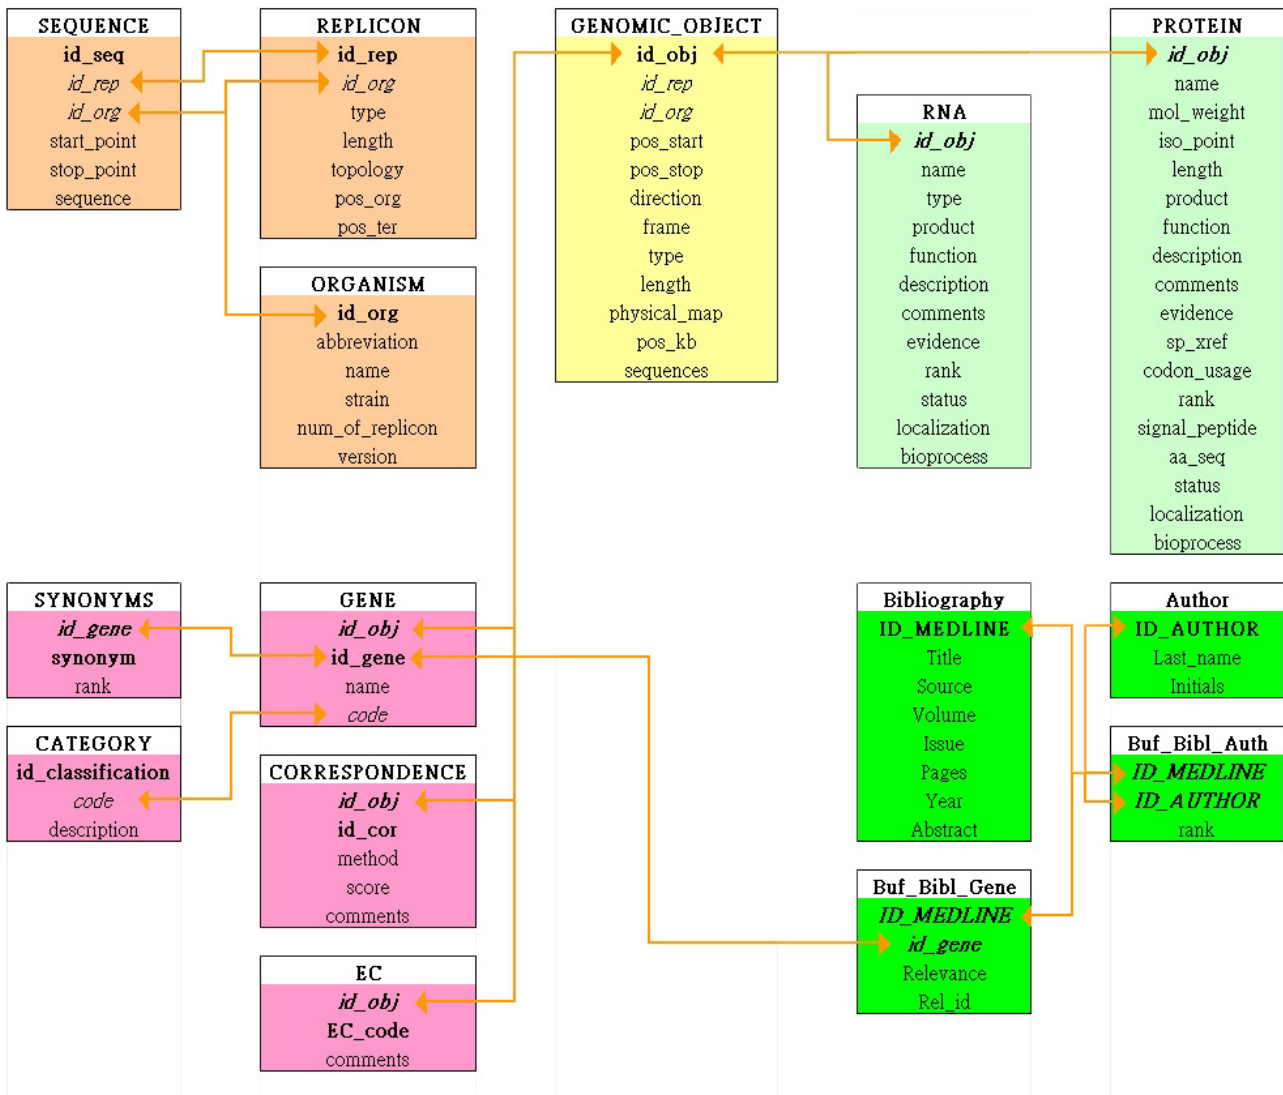 SEQUENCE
id_seq
id_rep
id_org
start_point
stop_point
sequence
REPLICON
id_rep
id_org
type
length
topology
pos_org
pos_ter
ORGANISM
id_org
abbreviation
name
strain
num_of_replicon
version
GENOMIC_OBJECT
id_obj
id_rep
id_org
pos_start
pos_stop
direction
frame
type
length
physical_map
pos_kb
sequences
RNA
id_obj
name
type
product
function
description
comments
evidence
rank
status
localization
bioprocess
PROTEIN
id_obj
name
mol_weight
iso_point
length
product
function
description
comments
evidence
sp_xref
codon_usage
rank
signal_peptide
aa_seq
status
localization
bioprocess
SYNONYMS
id_gene
synonym
rank
CATEGORY
id_classification
code
description
GENE
id_obj
id_gene
name
code
CORRESPONDENCE
id_obj
id_cor
method
score
comments
EC
id_obj
EC_code
comments
Bibliography
ID_MEDLINE
Title
Source
Volume
Issue
Pages
Year
Abstract
Buf_Bibl_Gene
ID_MEDLINE
id_gene
Relevance
Rel_id
Author
ID_AUTHOR
Last_name
Initials
Buf_Bibl_Auth
ID_MEDLINE
ID_AUTHOR
rank